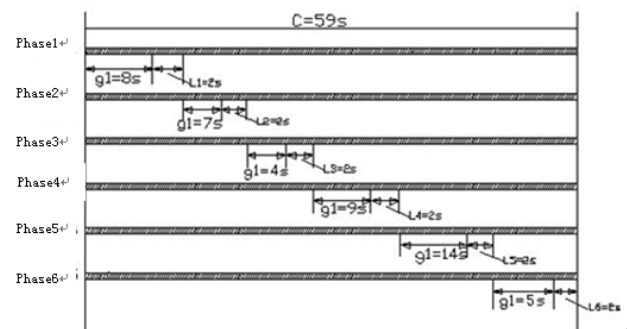 C=59s
Phase1↵
g1=8s
L1=2s
Phase2↵
g1=7s
L2=2s
Phase3↵
g1=4s
L3=2s
Phase4↵
g1=9s
L4=2s
Phase5↵
g1=14s
L5=2s
Phase6↵
g1=5s
L6=2s